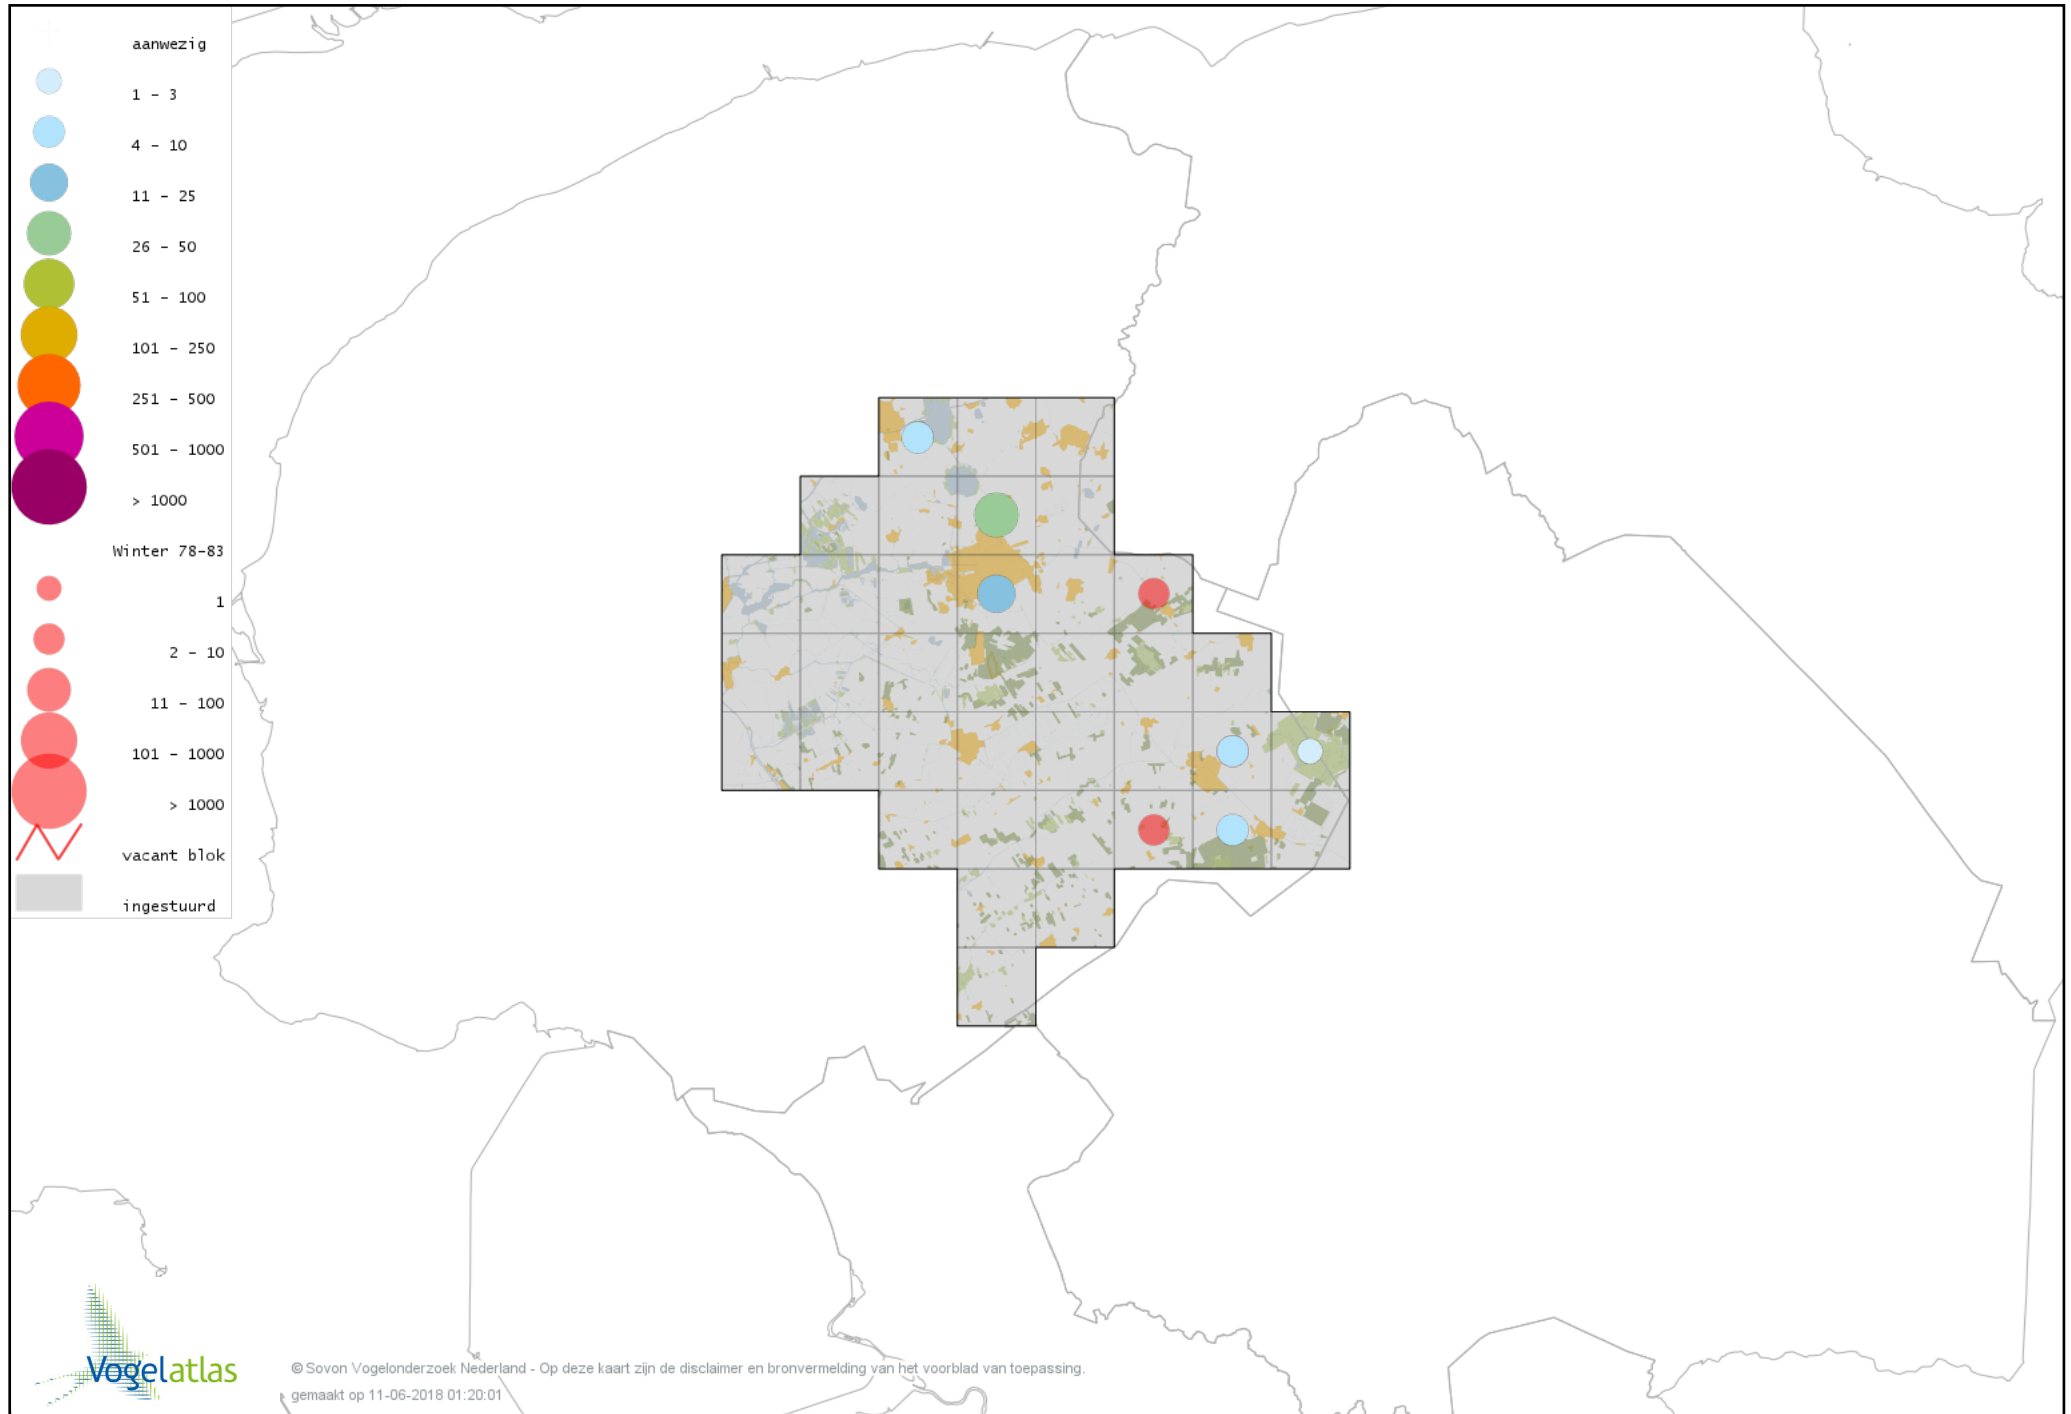 aanwezig
1 - 3
4 - 10
11 - 25
26 - 50
51 - 100
101 - 250
251 - 500
501 - 1000
> 1000
Winter 78-83
1
2 - 10
11 - 100
101 - 1000
> 1000
vacant blok
ingestuurd
Vogelatlas
© Sovon Vogelonderzoek Nederland - Op deze kaart zijn de disclaimer en bronvermelding van het voorblad van toepassing.
gemaakt op 11-06-2018 01:20:01